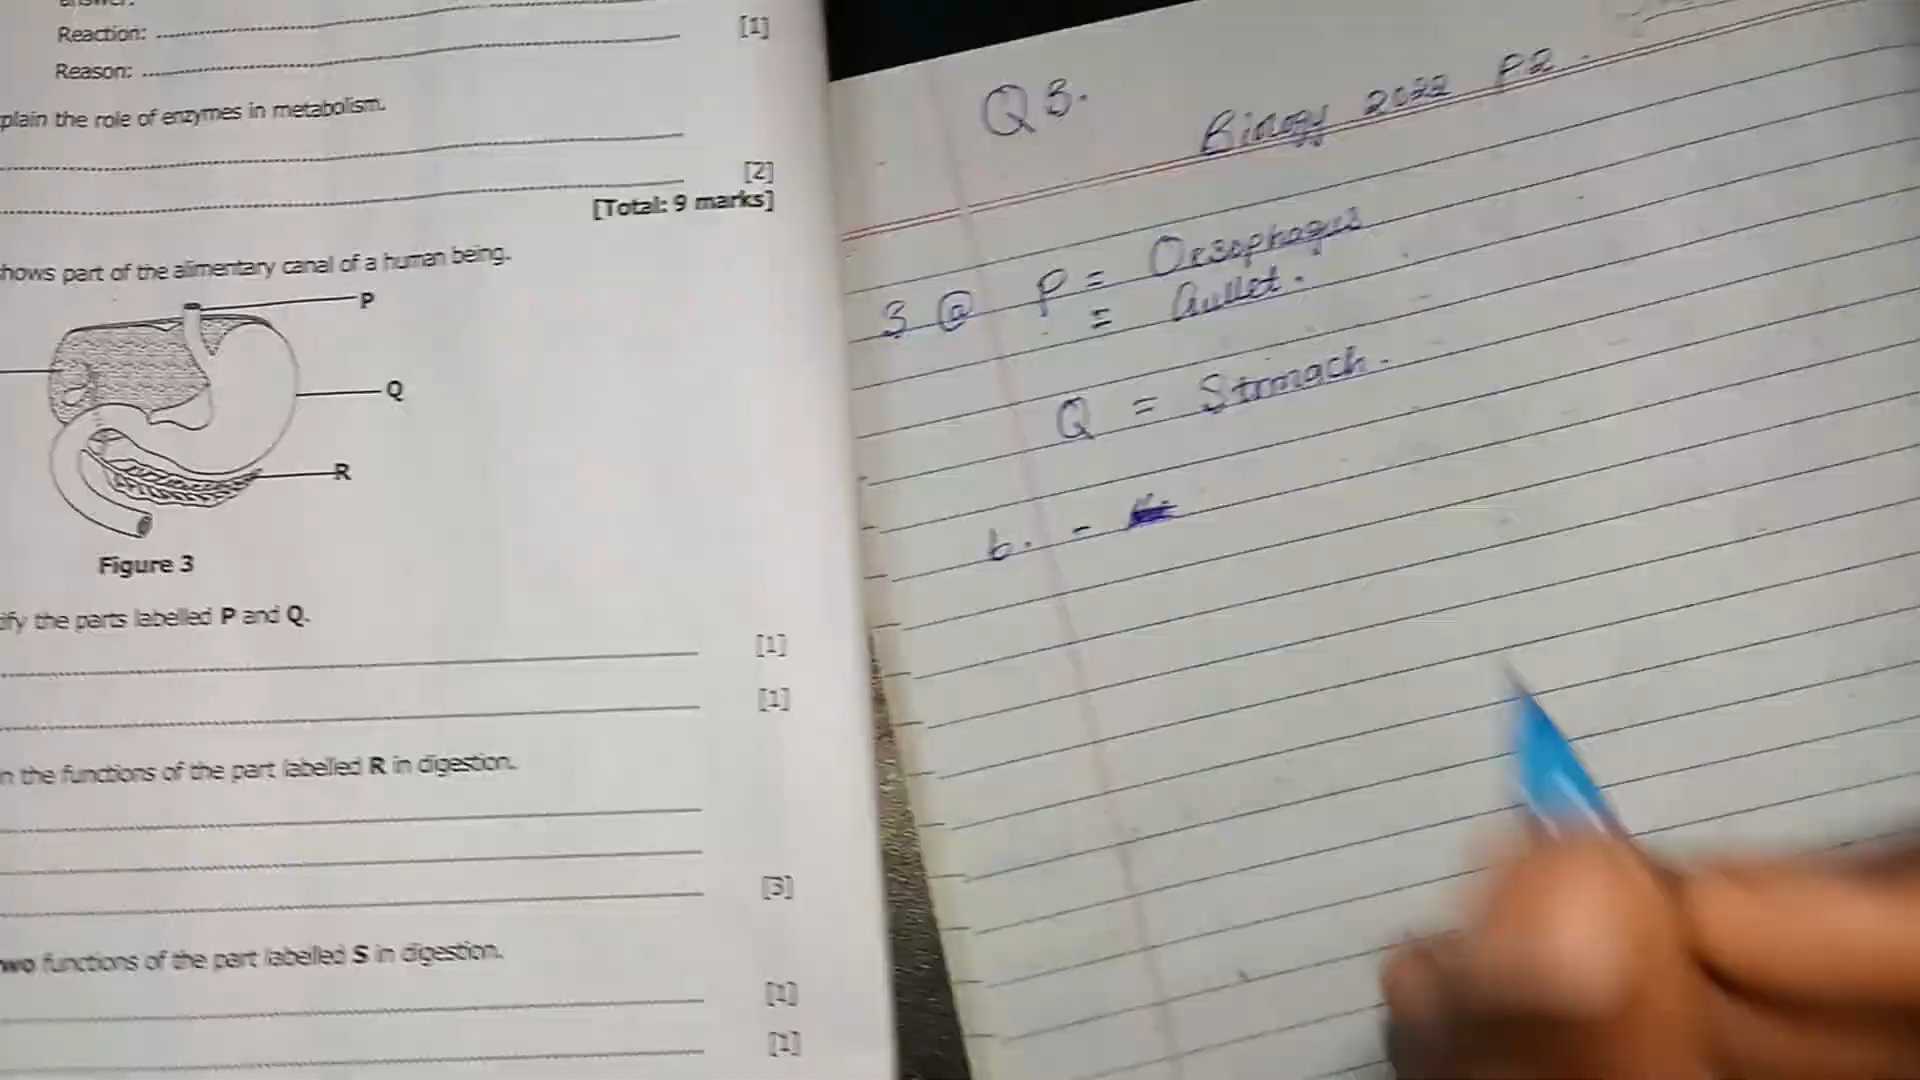 Reaction:
[1]
Reason:
plain the role of enzymes in metabolism.
[2]
[Total: 9 marks]
hows part of the alimentary canal of a human being.
P
Q
R
Figure 3
ify the parts labelled P and Q.
[1]
[1]
n the functions of the part labelled R in digestion.
[3]
wo functions of the part labelled S in digestion.
[1]
[1]
Q 3.
Biology 2022 P2.
3 a P = Oesophagus
= Gullet.
Q = Stomach.
b. -